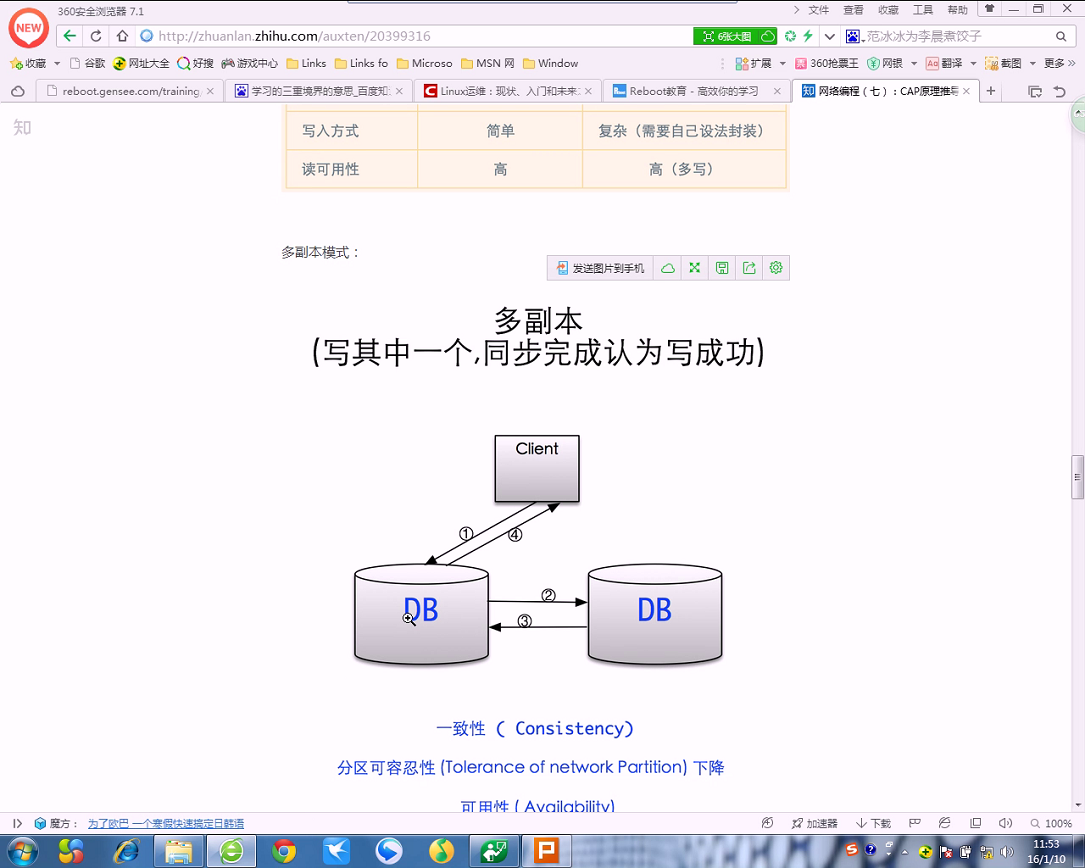 360安全浏览器 7.1
文件 查看 收藏 工具 帮助
NEW
http://zhuanlan.zhihu.com/auxten/20399316
6张大图
范冰冰为李晨煮饺子
收藏 谷歌 网址大全 好搜 游戏中心 Links Links fo Microso MSN 网 Window
扩展 360抢票王 网银 翻译 截图 更多 »
reboot.gensee.com/training,
学习的三重境界的意思_百度知
Linux运维：现状、入门和未来
Reboot教育 - 高效你的学习
网络编程（七）：CAP原理推导
知
写入方式 简单 复杂（需要自己设法封装）
读可用性 高 高（多写）
多副本模式：
发送图片到手机
多副本
(写其中一个,同步完成认为写成功)
Client
① ④
DB ② DB
③
一致性 ( Consistency)
分区可容忍性 (Tolerance of network Partition) 下降
可用性 ( Availability)
魔方： 为了欧巴 一个寒假快速搞定日韩语
加速器 下载 100%
11:53
16/1/10